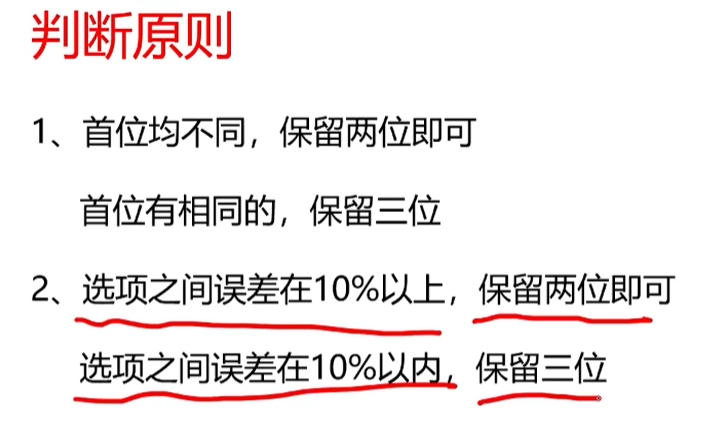 判断原则
1、首位均不同，保留两位即可
首位有相同的，保留三位
2、选项之间误差在10%以上，保留两位即可
选项之间误差在10%以内，保留三位